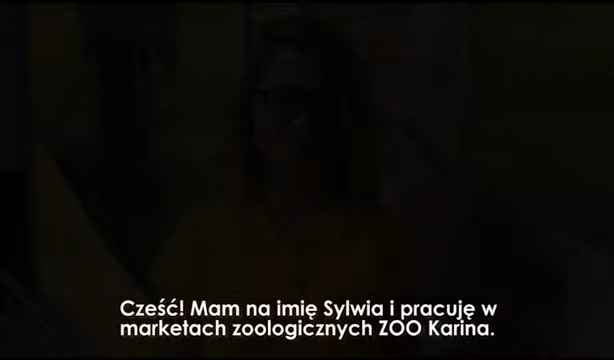 Cześć! Mam na imię Sylwia i pracuję w
marketach zoologicznych ZOO Karina.